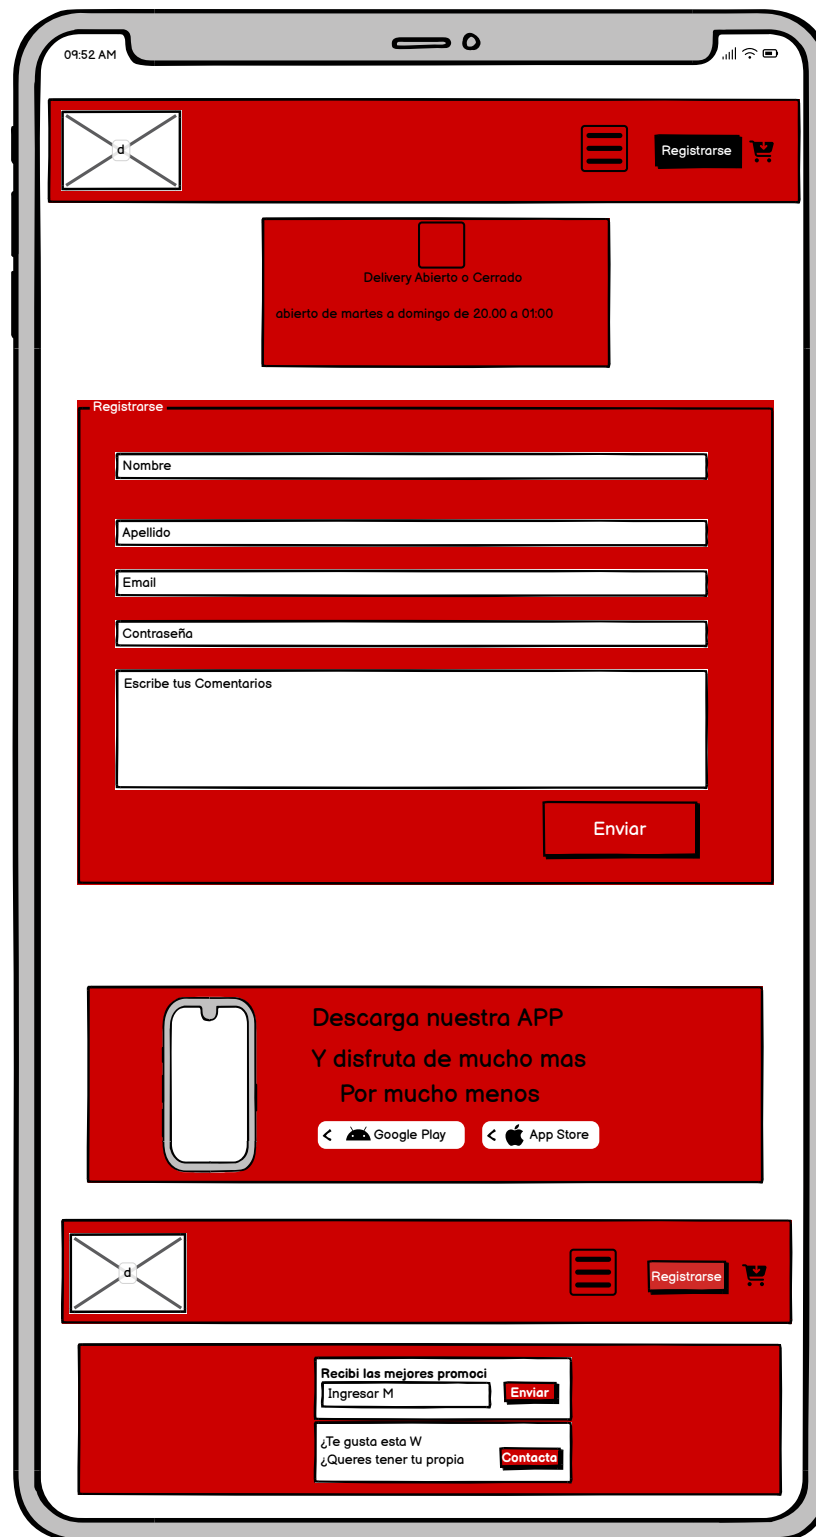 09:52 AM
d
Registrarse
Delivery Abierto o Cerrado
abierto de martes a domingo de 20.00 a 01:00
Registrarse
Nombre
Apellido
Email
Contraseña
Escribe tus Comentarios
Enviar
Descarga nuestra APP
Y disfruta de mucho mas
Por mucho menos
Google Play
App Store
d
Registrarse
Recibi las mejores promoci
Ingresar M
Enviar
¿Te gusta esta W
¿Queres tener tu propia
Contacta